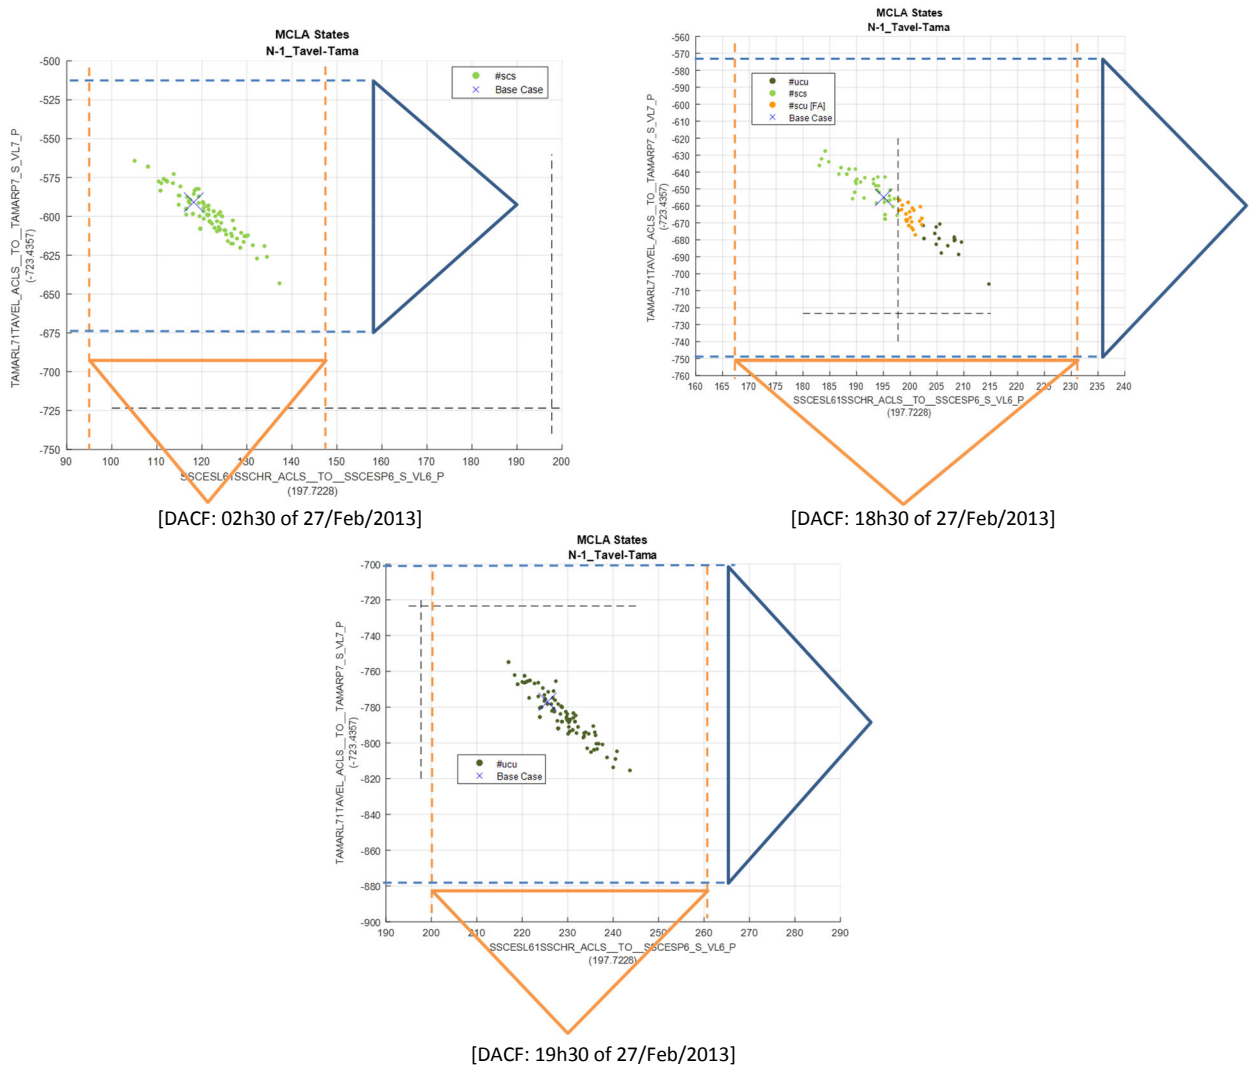 MCLA States
N-1_Tavel-Tama
#scs
Base Case
-500
-525
-550
-575
-600
-625
-650
-675
-700
-725
-750
TAMARL71TAVEL_ACLS__TO__TAMARP7_S_VL7_P
(-723.4357)
90 100 110 120 130 140 150 160 170 180 190 200
SSCESL61SSCHR_ACLS__TO__SSCESP6_S_VL6_P
(197.7228)
[DACF: 02h30 of 27/Feb/2013]
MCLA States
N-1_Tavel-Tama
#ucu
#scs
#scu [FA]
Base Case
-560
-570
-580
-590
-600
-610
-620
-630
-640
-650
-660
-670
-680
-690
-700
-710
-720
-730
-740
-750
-760
TAMARL71TAVEL_ACLS__TO__TAMARP7_S_VL7_P
(-723.4357)
160 165 170 175 180 185 190 195 200 205 210 215 220 225 230 235 240
SSCESL61SSCHR_ACLS__TO__SSCESP6_S_VL6_P
(197.7228)
[DACF: 18h30 of 27/Feb/2013]
MCLA States
N-1_Tavel-Tama
-700
-720
-740
-760
-780
-800
-820
-840
-860
-880
-900
TAMARL71TAVEL_ACLS__TO__TAMARP7_S_VL7_P
(-723.4357)
#ucu
Base Case
190 200 210 220 230 240 250 260 270 280 290
SSCESL61SSCHR_ACLS__TO__SSCESP6_S_VL6_P
(197.7228)
[DACF: 19h30 of 27/Feb/2013]